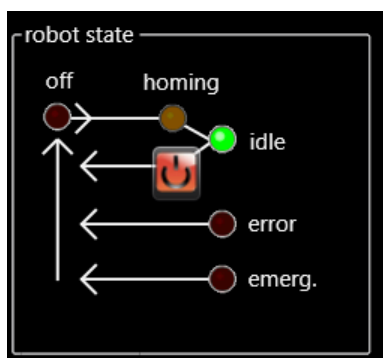 robot state
off homing
idle
error
emerg.